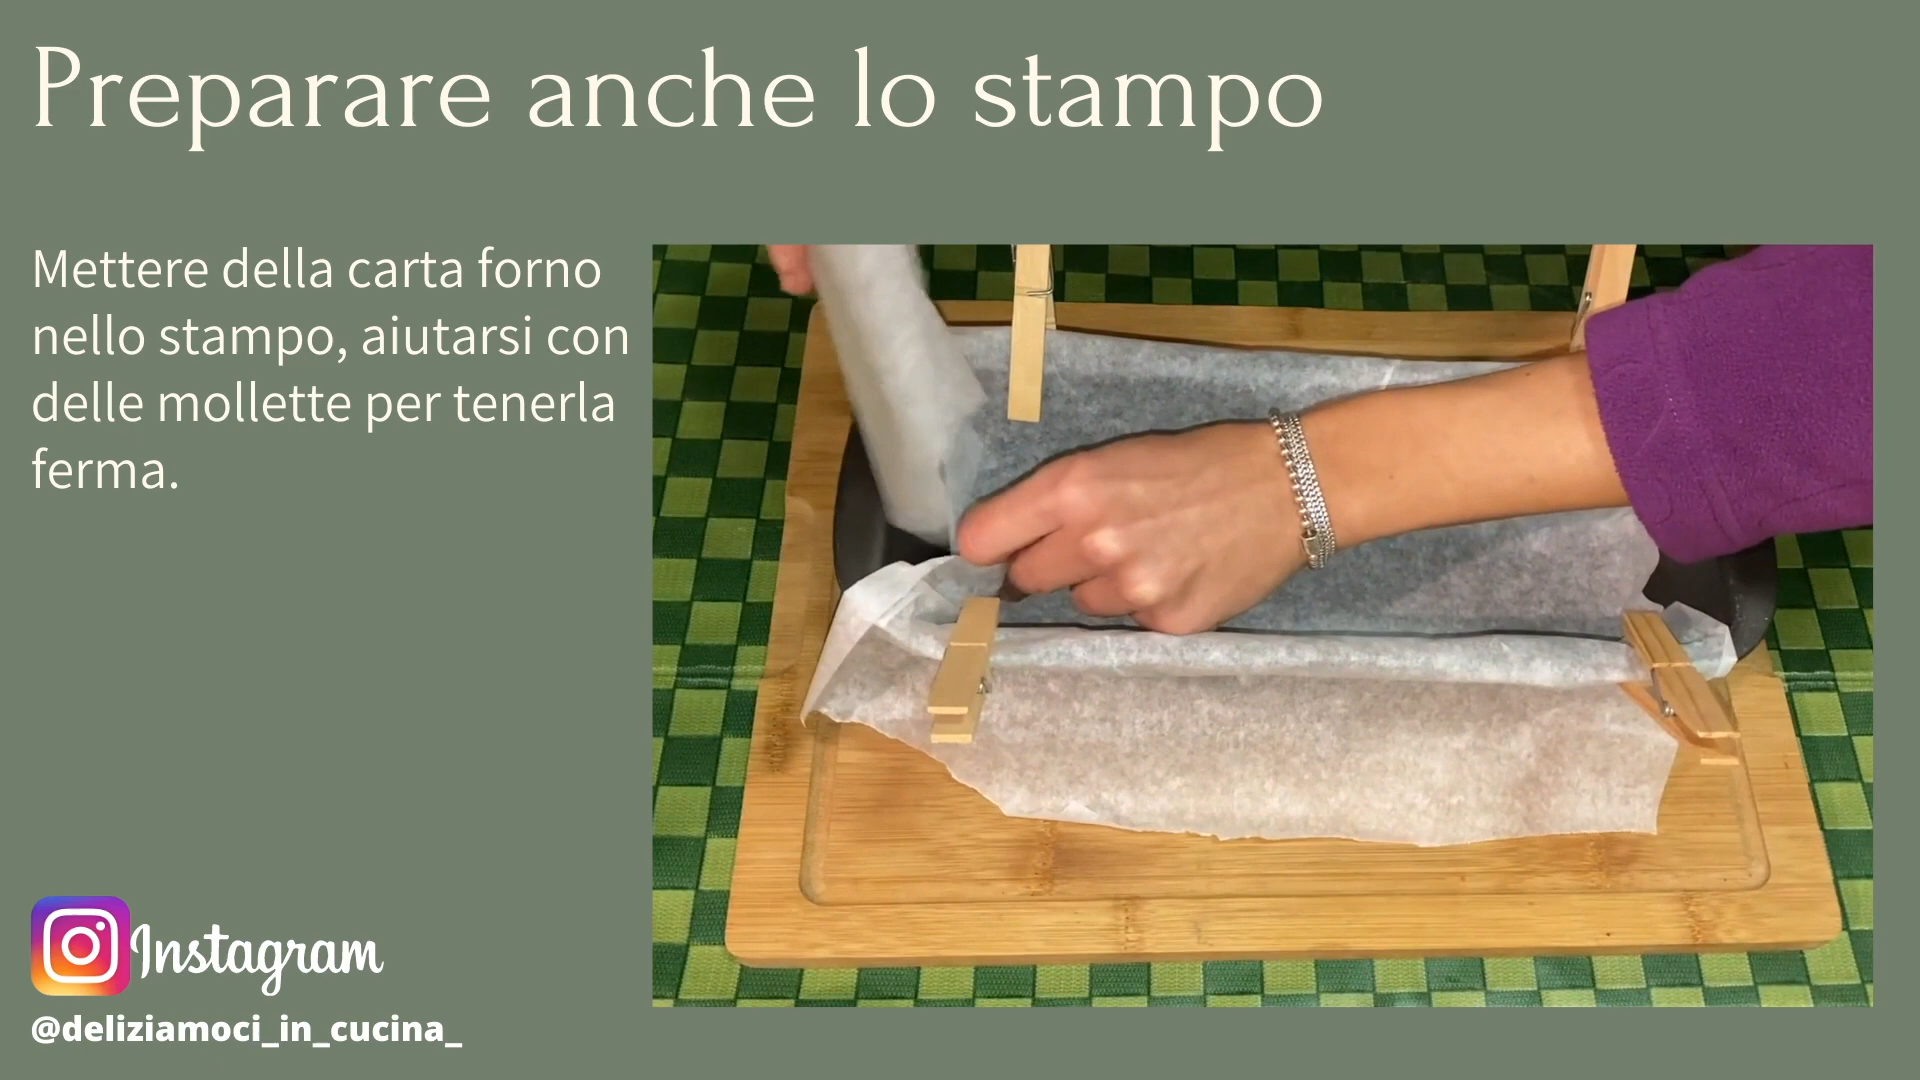 Preparare anche lo stampo
Mettere della carta forno
nello stampo, aiutarsi con
delle mollette per tenerla
ferma.
Instagram
@deliziamoci_in_cucina_